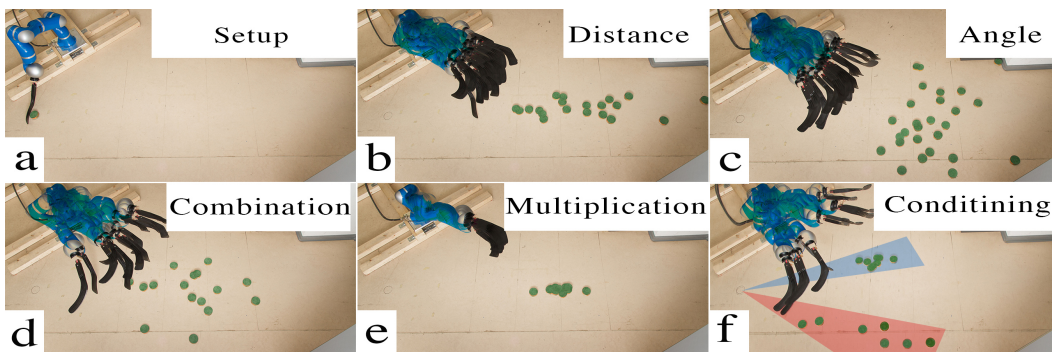 Setup
a
Distance
b
Angle
c
Combination
d
Multiplication
e
Conditining
f